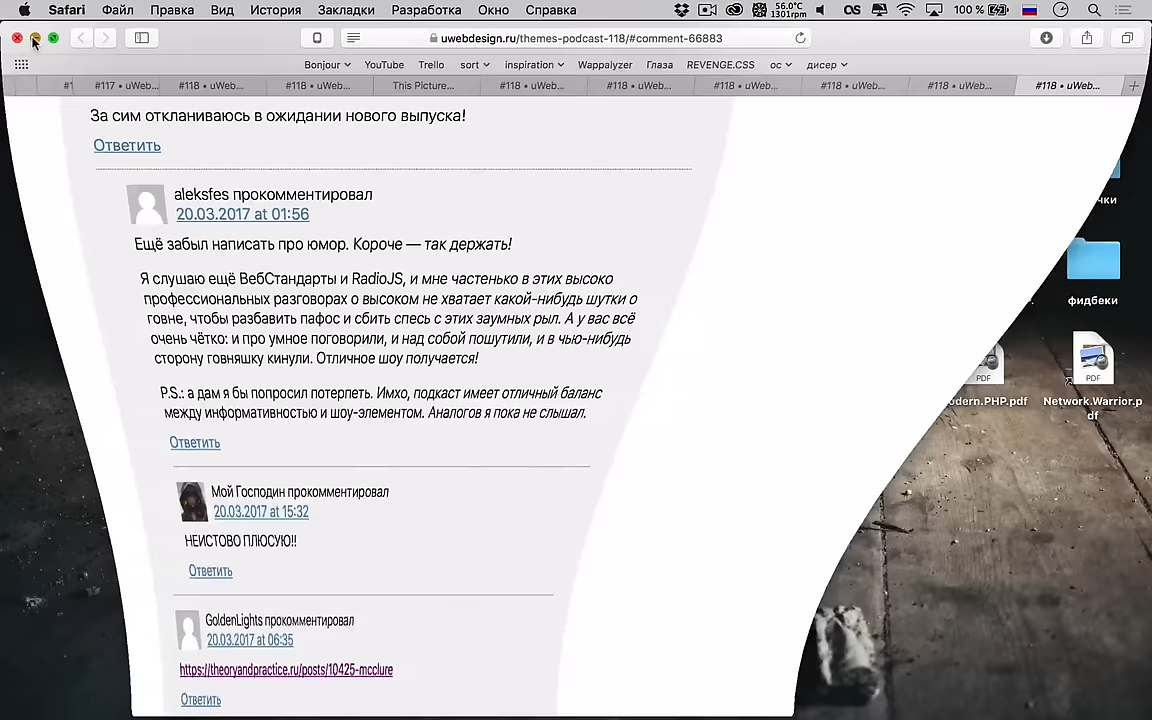 Safari Файл Правка Вид История Закладки Разработка Окно Справка 56.0°C 1301rpm 100 %
uwebdesign.ru/themes-podcast-118/#comment-66883
Bonjour YouTube Trello sort inspiration Wappalyzer Глаза REVENGE.CSS ос дисер
#1 #117 • uWeb... #118 • uWeb... #118 • uWeb... This Picture... #118 • uWeb... #118 • uWeb... #118 • uWeb... #118 • uWeb... #118 • uWeb... #118 • uWeb...
За сим откланиваюсь в ожидании нового выпуска!
Ответить
aleksfes прокомментировал
20.03.2017 at 01:56
Ещё забыл написать про юмор. Короче — так держать!
Я слушаю ещё ВебСтандарты и RadioJS, и мне частенько в этих высоко
профессиональных разговорах о высоком не хватает какой-нибудь шутки о
говне, чтобы разбавить пафос и сбить спесь с этих заумных рыл. А у вас всё
очень чётко: и про умное поговорили, и над собой пошутили, и в чью-нибудь
сторону говняшку кинули. Отличное шоу получается!
P.S.: а дам я бы попросил потерпеть. Имхо, подкаст имеет отличный баланс
между информативностью и шоу-элементом. Аналогов я пока не слышал.
Ответить
Мой Господин прокомментировал
20.03.2017 at 15:32
НЕИСТОВО ПЛЮСУЮ!!
Ответить
GoldenLights прокомментировал
20.03.2017 at 06:35
https://theoryandpractice.ru/posts/10425-mcclure
Ответить
фидбеки
PDF PDF
odern.PHP.pdf Network.Warrior.p
df